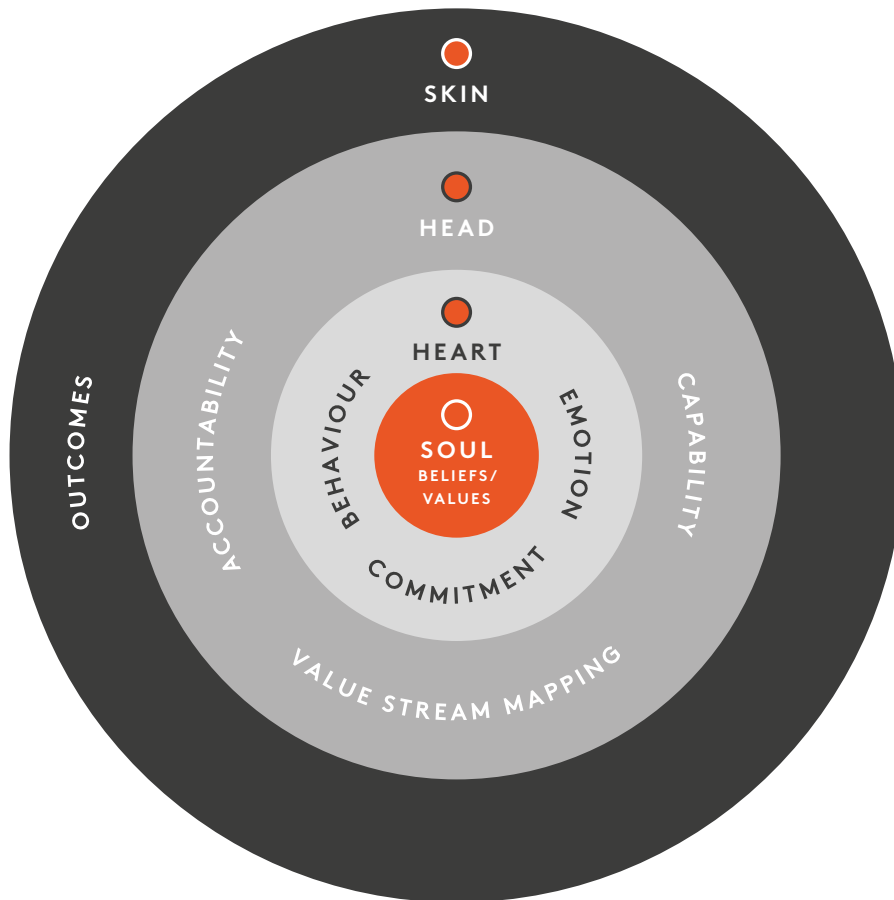 SKIN
HEAD
HEART
SOUL
BELIEFS/
VALUES
BEHAVIOUR
EMOTION
COMMITMENT
ACCOUNTABILITY
CAPABILITY
VALUE STREAM MAPPING
OUTCOMES